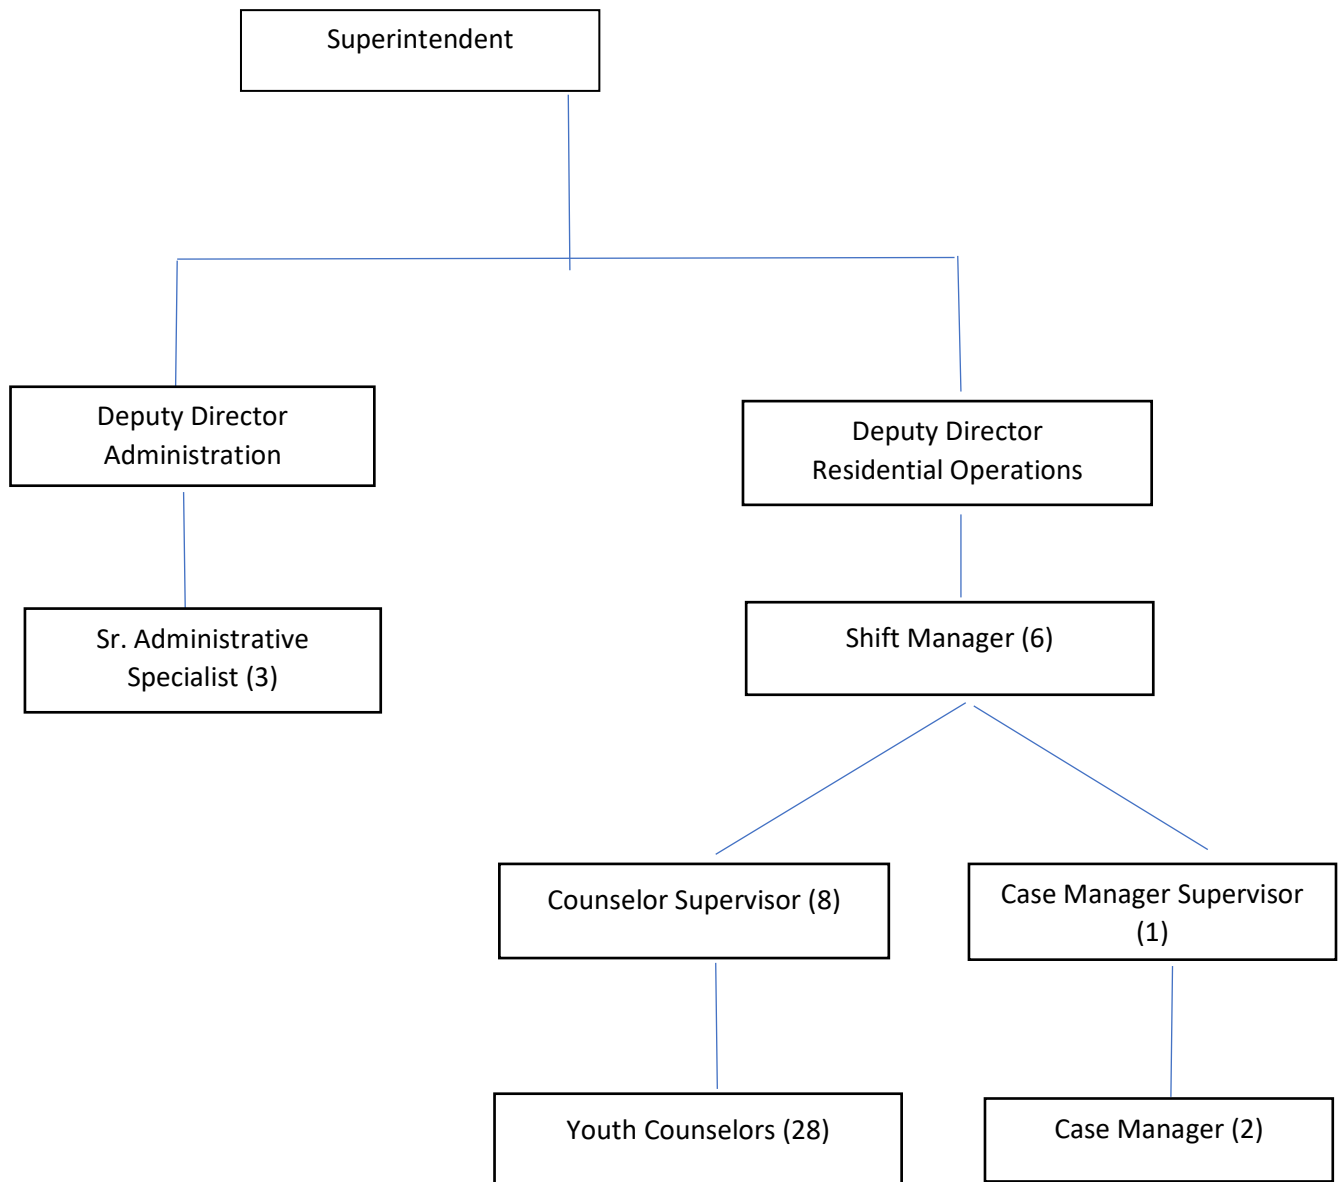 Superintendent
Deputy Director
Administration
Deputy Director
Residential Operations
Sr. Administrative
Specialist (3)
Shift Manager (6)
Counselor Supervisor (8)
Case Manager Supervisor
(1)
Youth Counselors (28)
Case Manager (2)